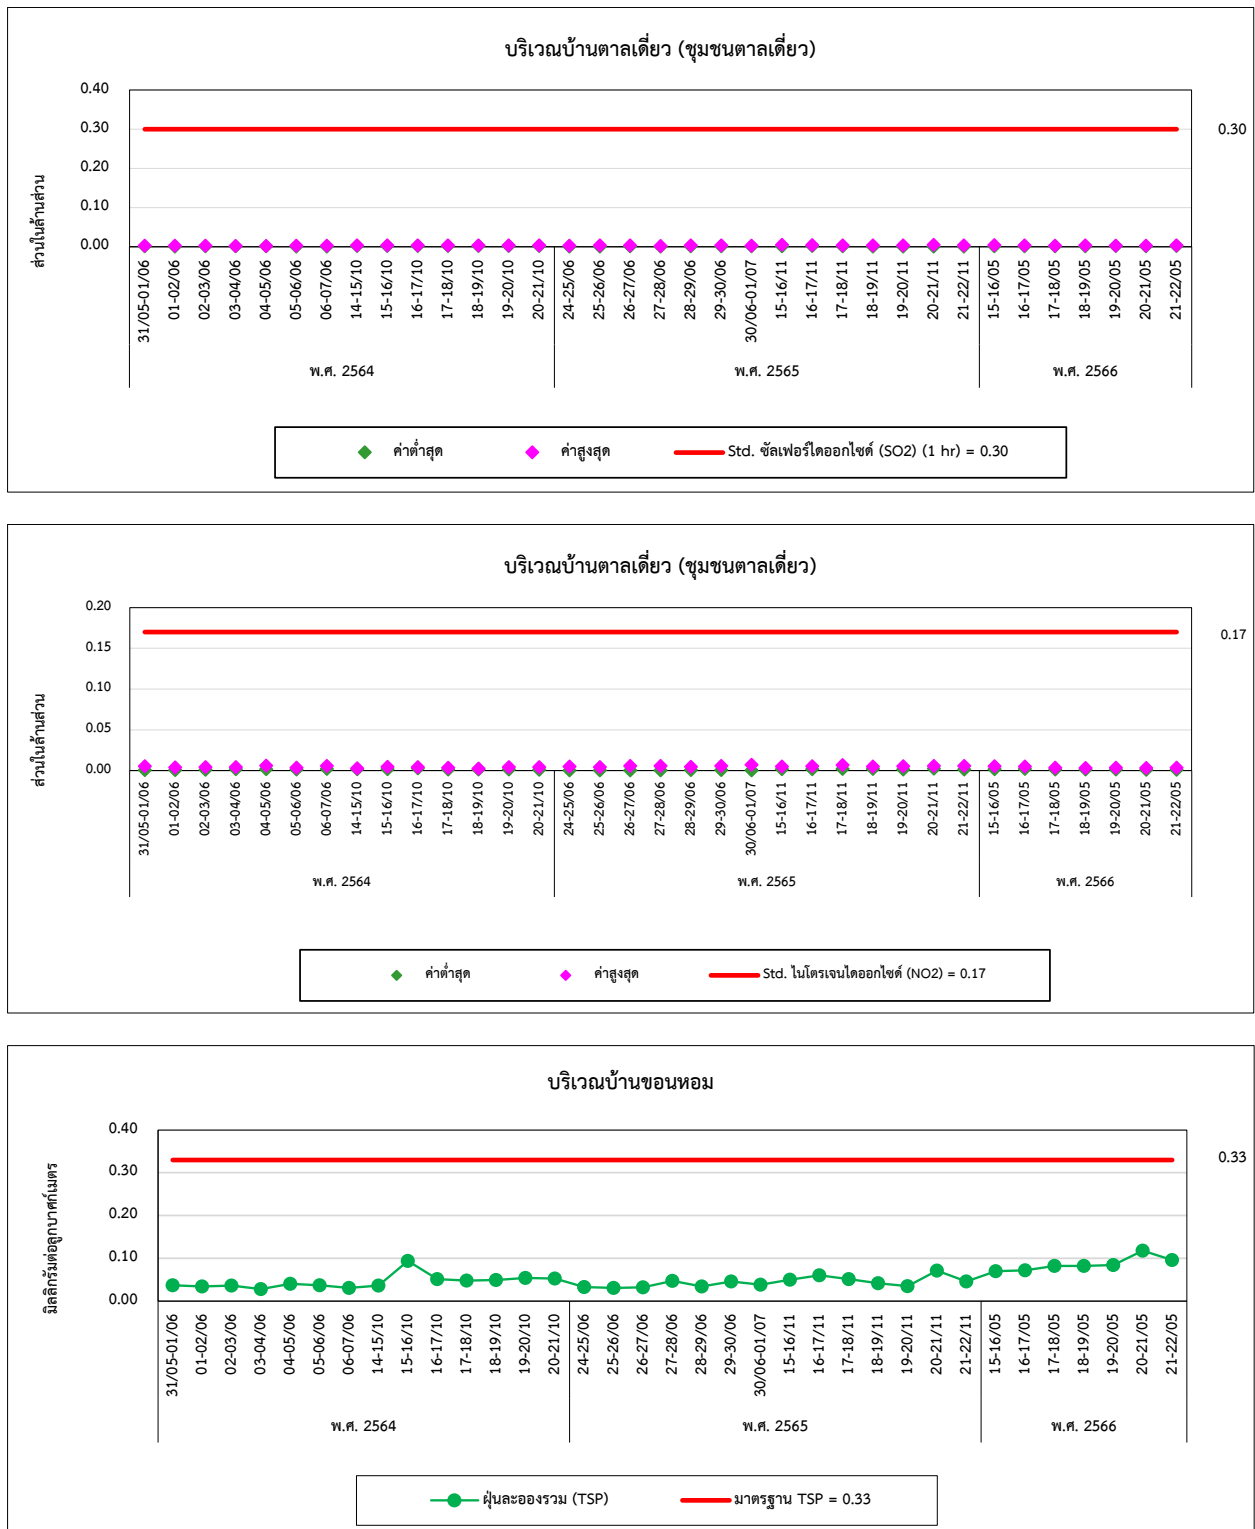 บริเวณบ้านตาลเดี่ยว (ชุมชนตาลเดี่ยว)
ส่วนในล้านส่วน
0.40
0.30
0.20
0.10
0.00
0.30
31/05-01/06 01-02/06 02-03/06 03-04/06 04-05/06 05-06/06 06-07/06 14-15/10 15-16/10 16-17/10 17-18/10 18-19/10 19-20/10 20-21/10 24-25/06 25-26/06 26-27/06 27-28/06 28-29/06 29-30/06 30/06-01/07 15-16/11 16-17/11 17-18/11 18-19/11 19-20/11 20-21/11 21-22/11 15-16/05 16-17/05 17-18/05 18-19/05 19-20/05 20-21/05 21-22/05
พ.ศ. 2564 พ.ศ. 2565 พ.ศ. 2566
ค่าต่ำสุด ค่าสูงสุด Std. ซัลเฟอร์ไดออกไซด์ (SO2) (1 hr) = 0.30
บริเวณบ้านตาลเดี่ยว (ชุมชนตาลเดี่ยว)
ส่วนในล้านส่วน
0.20
0.15
0.10
0.05
0.00
0.17
31/05-01/06 01-02/06 02-03/06 03-04/06 04-05/06 05-06/06 06-07/06 14-15/10 15-16/10 16-17/10 17-18/10 18-19/10 19-20/10 20-21/10 24-25/06 25-26/06 26-27/06 27-28/06 28-29/06 29-30/06 30/06-01/07 15-16/11 16-17/11 17-18/11 18-19/11 19-20/11 20-21/11 21-22/11 15-16/05 16-17/05 17-18/05 18-19/05 19-20/05 20-21/05 21-22/05
พ.ศ. 2564 พ.ศ. 2565 พ.ศ. 2566
ค่าต่ำสุด ค่าสูงสุด Std. ไนโตรเจนไดออกไซด์ (NO2) = 0.17
บริเวณบ้านขอนหอม
มิลลิกรัมต่อลูกบาศก์เมตร
0.40
0.30
0.20
0.10
0.00
0.33
31/05-01/06 01-02/06 02-03/06 03-04/06 04-05/06 05-06/06 06-07/06 14-15/10 15-16/10 16-17/10 17-18/10 18-19/10 19-20/10 20-21/10 24-25/06 25-26/06 26-27/06 27-28/06 28-29/06 29-30/06 30/06-01/07 15-16/11 16-17/11 17-18/11 18-19/11 19-20/11 20-21/11 21-22/11 15-16/05 16-17/05 17-18/05 18-19/05 19-20/05 20-21/05 21-22/05
พ.ศ. 2564 พ.ศ. 2565 พ.ศ. 2566
ฝุ่นละอองรวม (TSP) มาตรฐาน TSP = 0.33